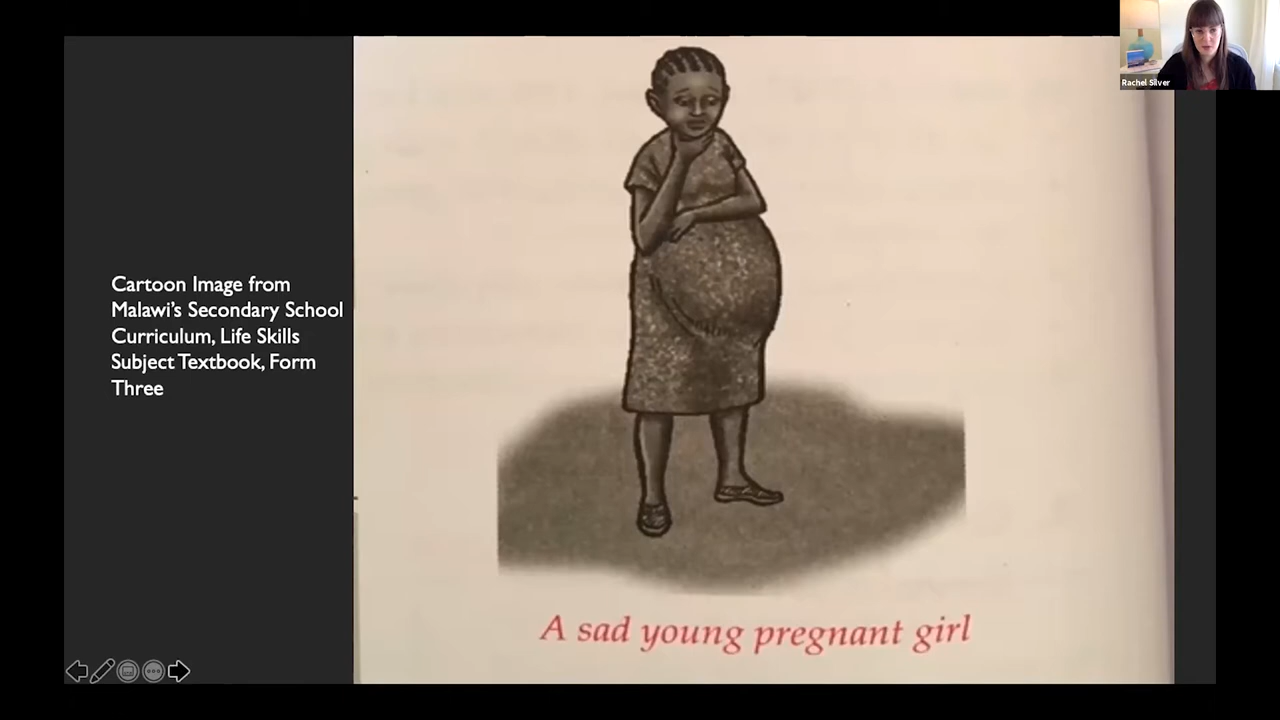 Rachel Silver
Cartoon Image from
Malawi's Secondary School
Curriculum, Life Skills
Subject Textbook, Form
Three
A sad young pregnant girl